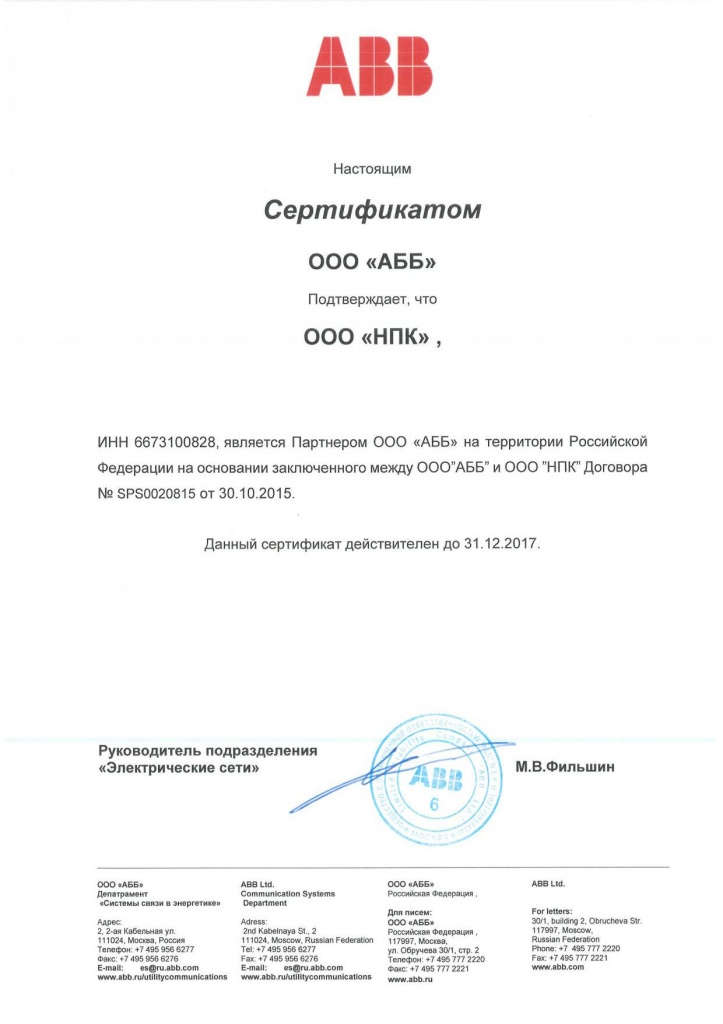 ABB
Настоящим
Сертификатом
ООО «АББ»
Подтверждает, что
ООО «НПК» ,
ИНН 6673100828, является Партнером ООО «АББ» на территории Российской
Федерации на основании заключенного между ООО"АББ" и ООО "НПК" Договора
№ SPS0020815 от 30.10.2015.
Данный сертификат действителен до 31.12.2017.
Руководитель подразделения
«Электрические сети»
ABB
6
М.В.Фильшин
ООО «АББ»
Депатрамент
«Системы связи в энергетике»
Адрес:
2, 2-ая Кабельная ул.
111024, Москва, Россия
Телефон: +7 495 956 6277
Факс: +7 495 956 6276
E-mail: es@ru.abb.com
www.abb.ru/utilitycommunications
ABB Ltd.
Communication Systems
Department
Adress:
2nd Kabelnaya St., 2
111024, Moscow, Russian Federation
Tel: +7 495 956 6277
Fax: +7 495 956 6276
E-mail: es@ru.abb.com
www.abb.ru/utilitycommunications
ООО «АББ»
Российская Федерация ,
Для писем:
ООО «АББ»
Российская Федерация ,
117997, Москва,
ул. Обручева 30/1, стр. 2
Телефон: +7 495 777 2220
Факс: +7 495 777 2221
www.abb.ru
ABB Ltd.
For letters:
30/1, building 2, Obrucheva Str.
117997, Moscow,
Russian Federation
Phone: +7 495 777 2220
Fax: +7 495 777 2221
www.abb.com